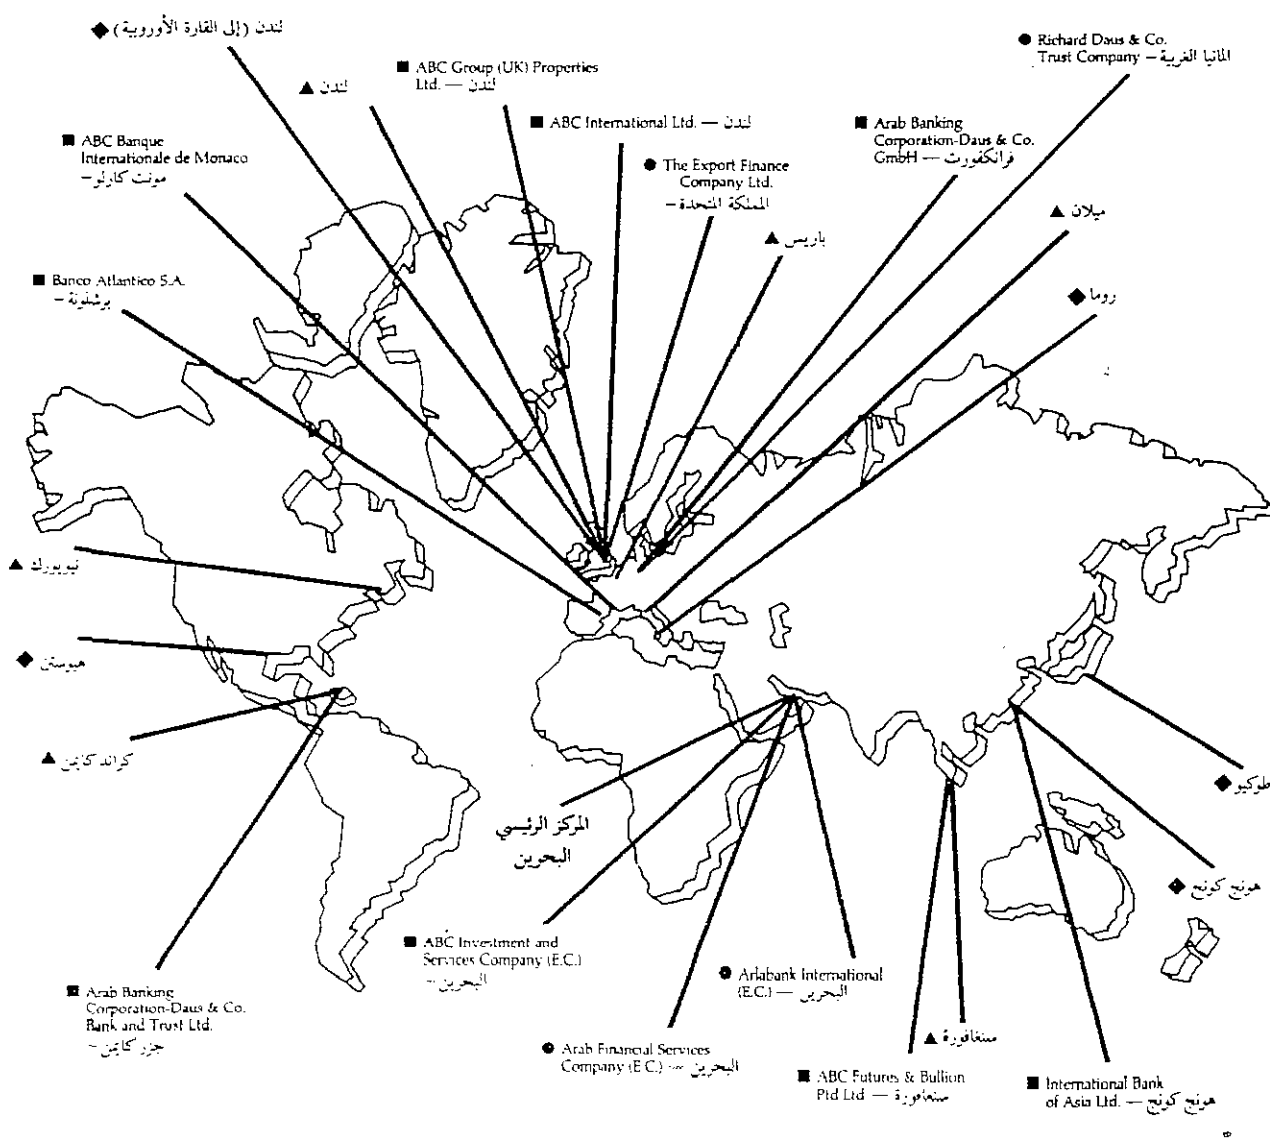 لندن (إلى القارة الأوروبية)
لندن
ABC Group (UK) Properties
Ltd. — لندن
Richard Daus & Co.
Trust Company — المانيا الغربية
ABC Banque
Internationale de Monaco
مونت كارلو –
ABC International Ltd. — لندن
The Export Finance
Company Ltd.
المملكة المتحدة –
Arab Banking
Corporation-Daus & Co.
GmbH — فرانكفورت
باريس
ميلان
روما
Banco Atlantico S.A.
برشلونة –
نيويورك
هيوستن
كراند كايمن
المركز الرئيسي
البحرين
طوكيو
هونج كونج
ABC Investment and
Services Company (E.C.)
البحرين –
Arlabank International
(E.C.) — البحرين
Arab Banking
Corporation-Daus & Co.
Bank and Trust Ltd.
جزر كايمن –
Arab Financial Services
Company (E.C.) — البحرين
سنغافورة
ABC Futures & Bullion
Ptd Ltd — سنغافورة
International Bank
of Asia Ltd. — هونج كونج